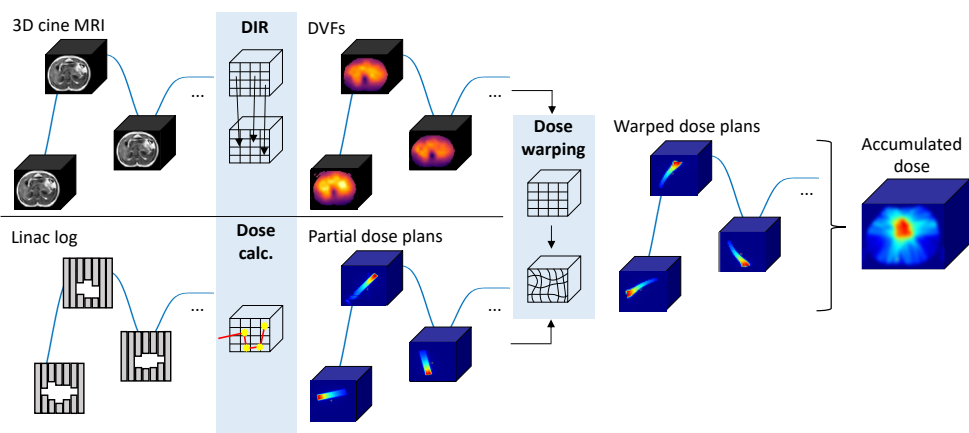 3D cine MRI
DIR
DVFs
...
...
Dose
warping
Warped dose plans
...
Accumulated
dose
Linac log
Dose
calc.
Partial dose plans
...
...